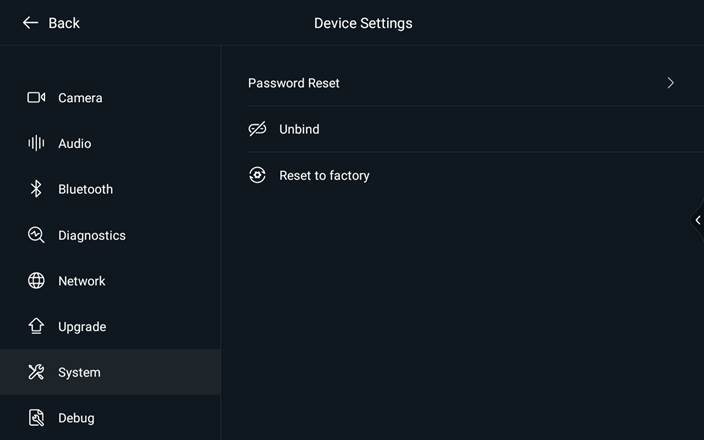 Back
Device Settings
Camera
Audio
Bluetooth
Diagnostics
Network
Upgrade
System
Debug
Password Reset
Unbind
Reset to factory